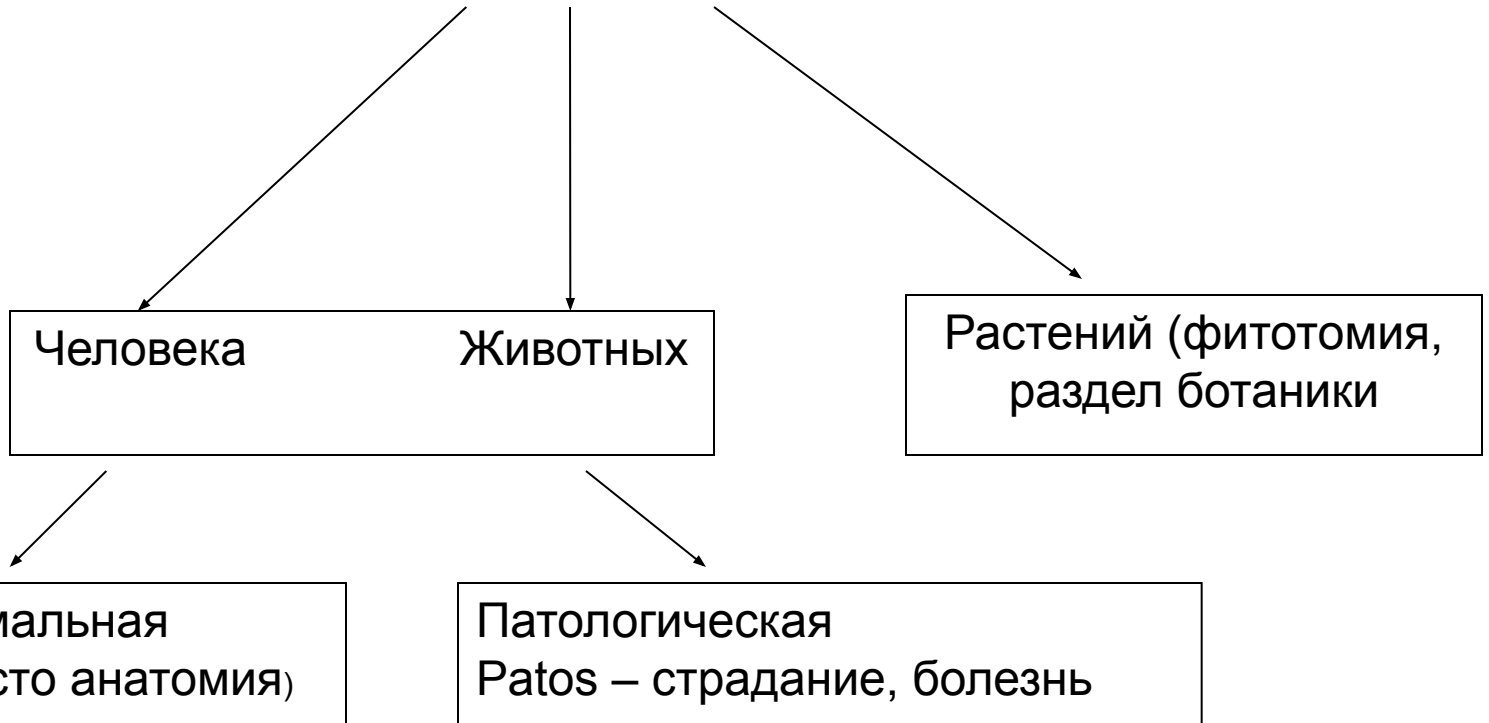 Человека Животных
Растений (фитотомия,
раздел ботаники
мальная
сто анатомия)
Патологическая
Patos – страдание, болезнь